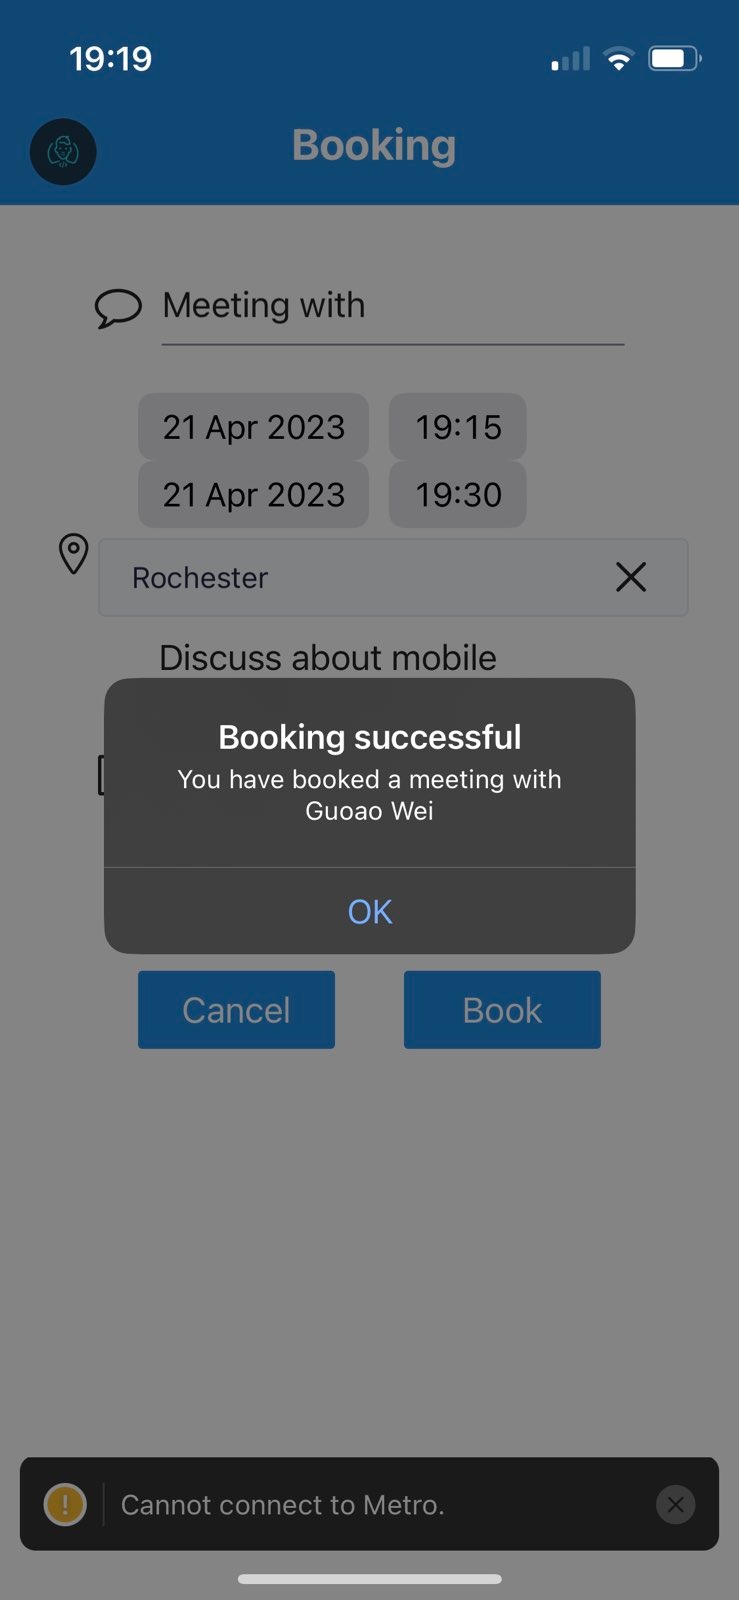 19:19
Booking
Meeting with
21 Apr 2023 19:15
21 Apr 2023 19:30
Rochester
Discuss about mobile
Booking successful
You have booked a meeting with
Guoao Wei
OK
Cancel Book
! Cannot connect to Metro.